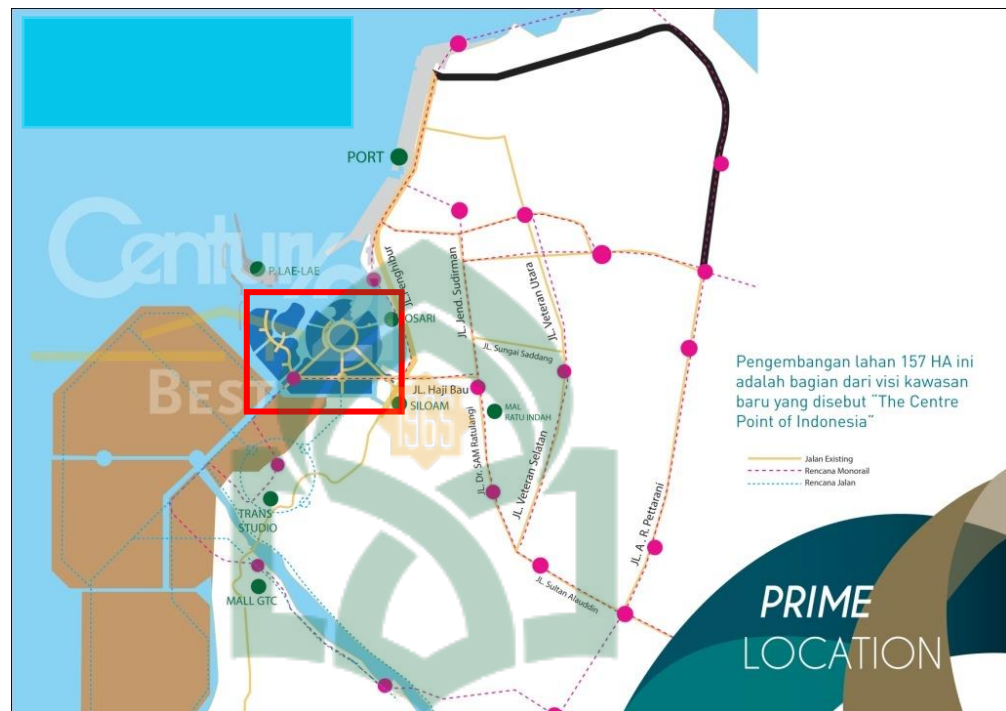 PORT
Century
P. LAE-LAE
JL. Penghibur
OSARI
JL. Jend. Sudirman
JL. Veteran Utara
JL. Sungai Saddang
BEST
JL. Haji Bau
SILOAM
1965
MAL
RATU INDAH
JL. Dr. SAM Ratulangi
JL. Veteran Selatan
TRANS
STUDIO
MALL GTC
JL. A. R. Pettarani
JL. Sultan Alauddin
Pengembangan lahan 157 HA ini
adalah bagian dari visi kawasan
baru yang disebut "The Centre
Point of Indonesia"
Jalan Existing
Rencana Monorail
Rencana Jalan
PRIME
LOCATION